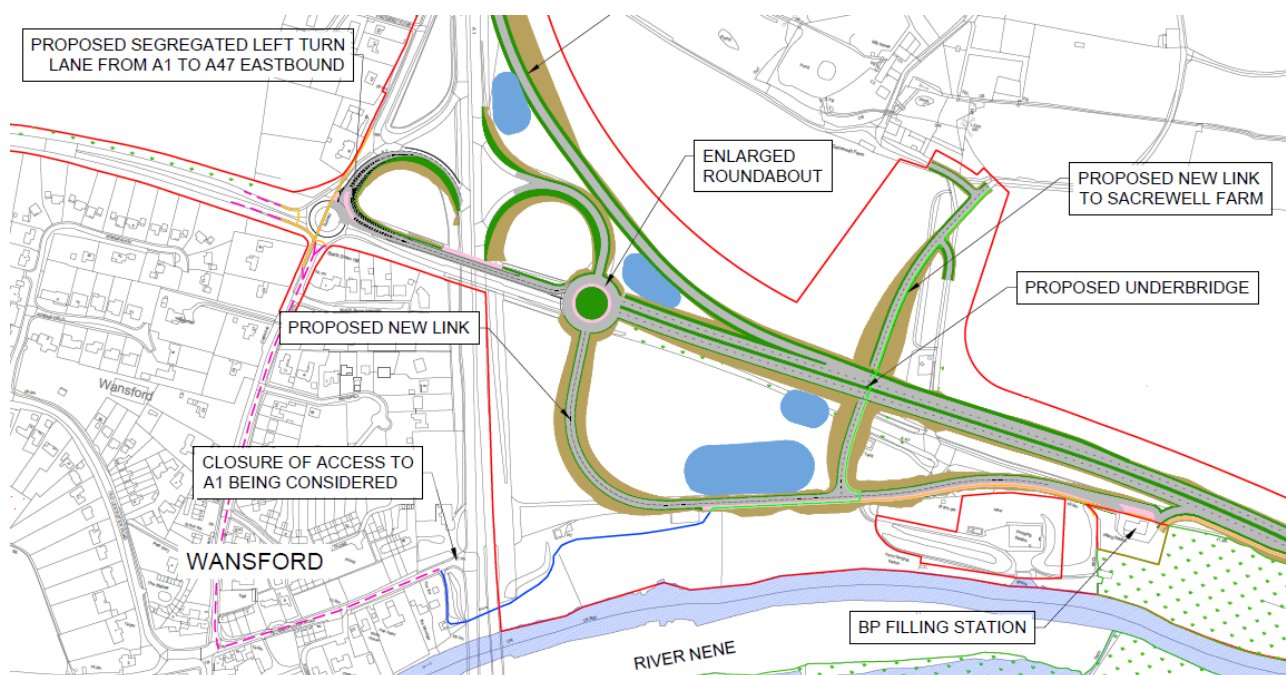 PROPOSED SEGREGATED LEFT TURN
LANE FROM A1 TO A47 EASTBOUND
ENLARGED
ROUNDABOUT
PROPOSED NEW LINK
TO SACREWELL FARM
PROPOSED UNDERBRIDGE
PROPOSED NEW LINK
Wansford
CLOSURE OF ACCESS TO
A1 BEING CONSIDERED
WANSFORD
BP FILLING STATION
RIVER NENE